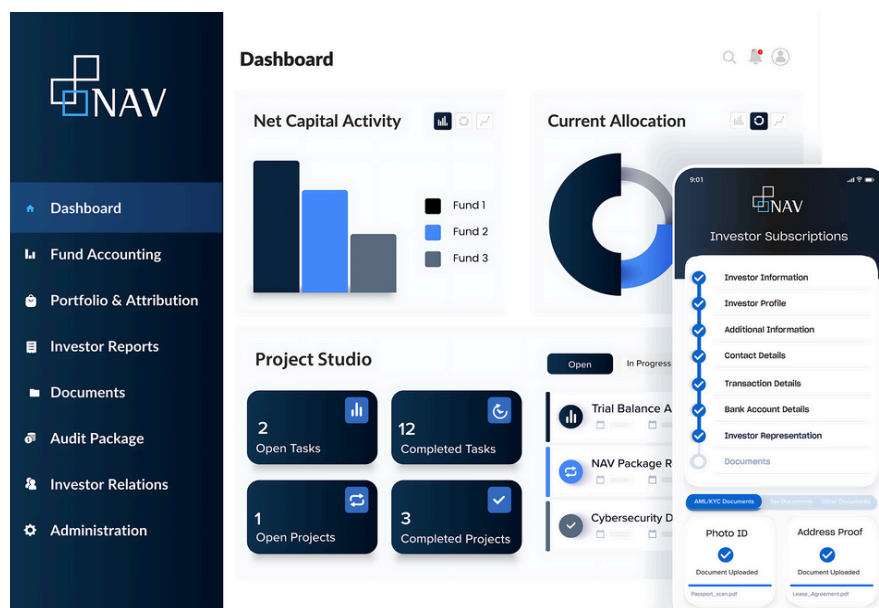 NAV
Dashboard
Fund Accounting
Portfolio & Attribution
Investor Reports
Documents
Audit Package
Investor Relations
Administration
Dashboard
Net Capital Activity
Fund 1
Fund 2
Fund 3
Current Allocation
Project Studio
2
Open Tasks
12
Completed Tasks
1
Open Projects
3
Completed Projects
Open
In Progress
Trial Balance A
NAV Package R
Cybersecurity D
9:01
NAV
Investor Subscriptions
Investor Information
Investor Profile
Additional Information
Contact Details
Transaction Details
Bank Account Details
Investor Representation
Documents
AML/KYC Documents
Tax Documents
Other Documents
Photo ID
Document Uploaded
Passport_scan.pdf
Address Proof
Document Uploaded
Lease_Agreement.pdf